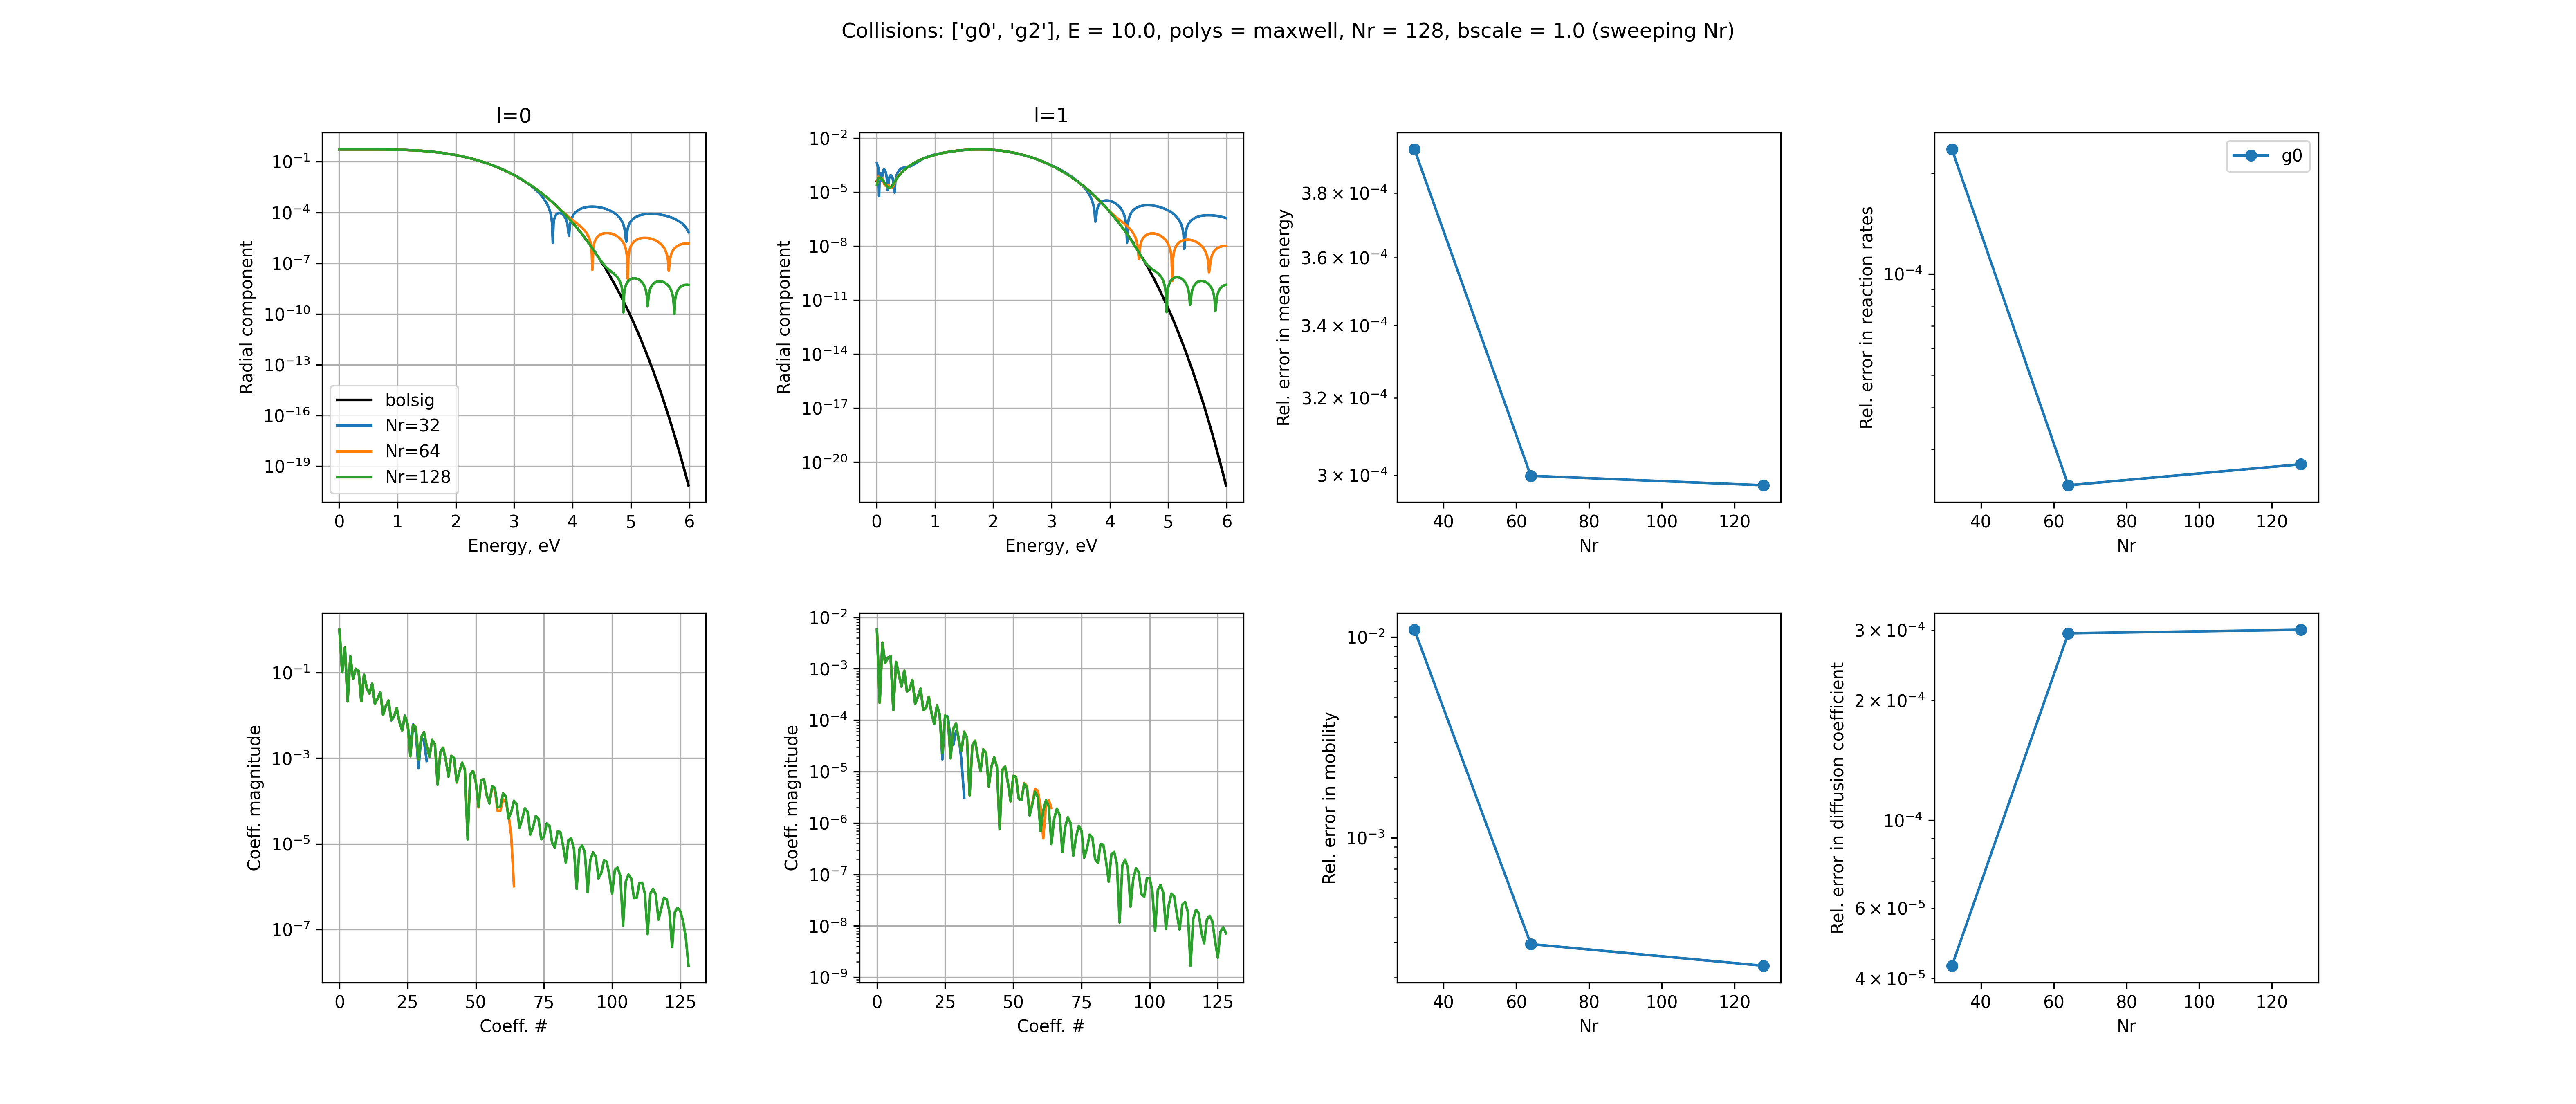 Collisions: ['g0', 'g2'], E = 10.0, polys = maxwell, Nr = 128, bscale = 1.0 (sweeping Nr)
l=0
Radial component
10⁻¹
10⁻⁴
10⁻⁷
10⁻¹⁰
10⁻¹³
10⁻¹⁶
10⁻¹⁹
bolsig
Nr=32
Nr=64
Nr=128
0 1 2 3 4 5 6
Energy, eV
l=1
Radial component
10⁻²
10⁻⁵
10⁻⁸
10⁻¹¹
10⁻¹⁴
10⁻¹⁷
10⁻²⁰
0 1 2 3 4 5 6
Energy, eV
Rel. error in mean energy
3.8 × 10⁻⁴
3.6 × 10⁻⁴
3.4 × 10⁻⁴
3.2 × 10⁻⁴
3 × 10⁻⁴
40 60 80 100 120
Nr
Rel. error in reaction rates
10⁻⁴
g0
40 60 80 100 120
Nr
Coeff. magnitude
10⁻¹
10⁻³
10⁻⁵
10⁻⁷
0 25 50 75 100 125
Coeff. #
Coeff. magnitude
10⁻²
10⁻³
10⁻⁴
10⁻⁵
10⁻⁶
10⁻⁷
10⁻⁸
10⁻⁹
0 25 50 75 100 125
Coeff. #
Rel. error in mobility
10⁻²
10⁻³
40 60 80 100 120
Nr
Rel. error in diffusion coefficient
3 × 10⁻⁴
2 × 10⁻⁴
10⁻⁴
6 × 10⁻⁵
4 × 10⁻⁵
40 60 80 100 120
Nr